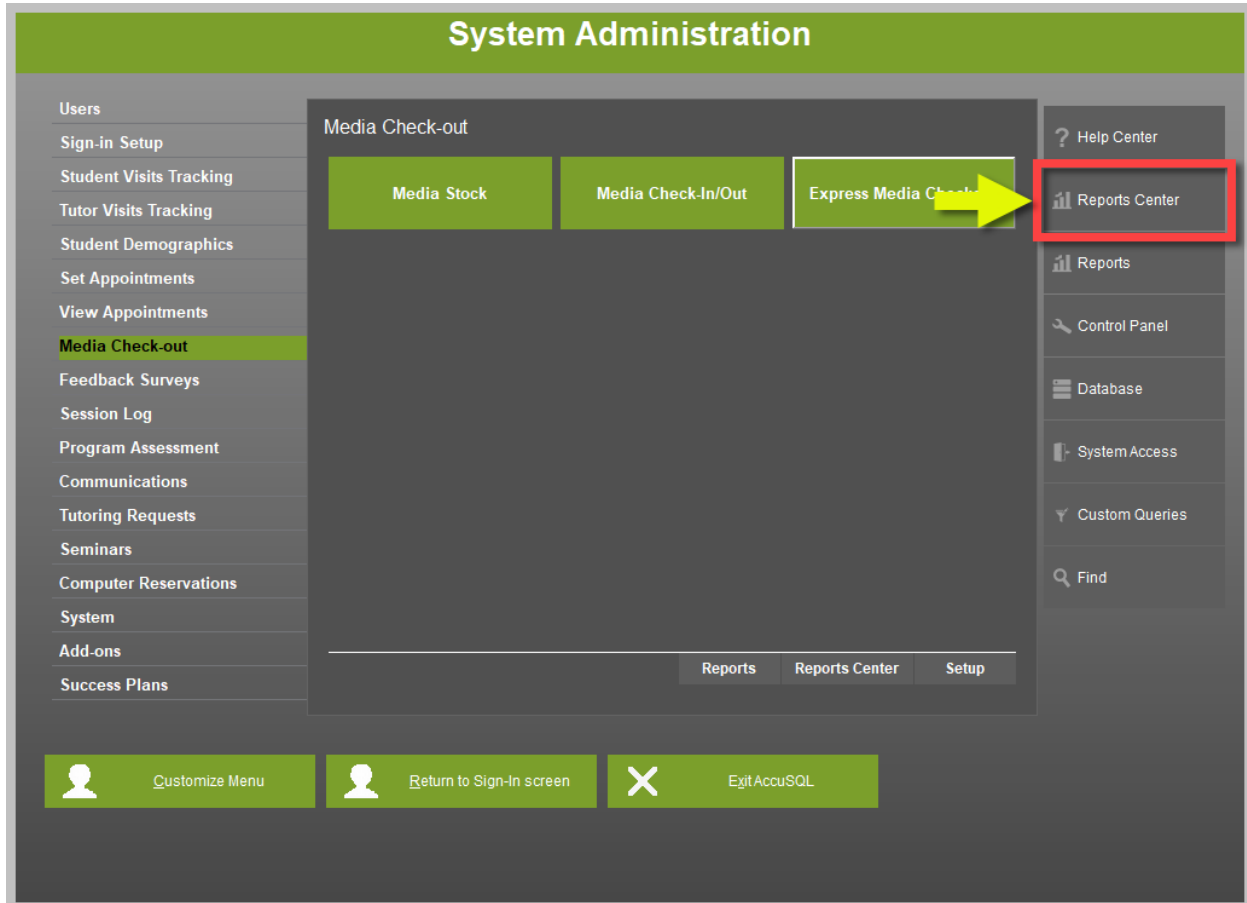 System Administration
Users
Sign-in Setup
Student Visits Tracking
Tutor Visits Tracking
Student Demographics
Set Appointments
View Appointments
Media Check-out
Feedback Surveys
Session Log
Program Assessment
Communications
Tutoring Requests
Seminars
Computer Reservations
System
Add-ons
Success Plans
Media Check-out
Media Stock
Media Check-In/Out
Express Media
Reports
Reports Center
Setup
? Help Center
Reports Center
Reports
Control Panel
Database
System Access
Custom Queries
Find
Customize Menu
Return to Sign-In screen
Exit AccuSQL